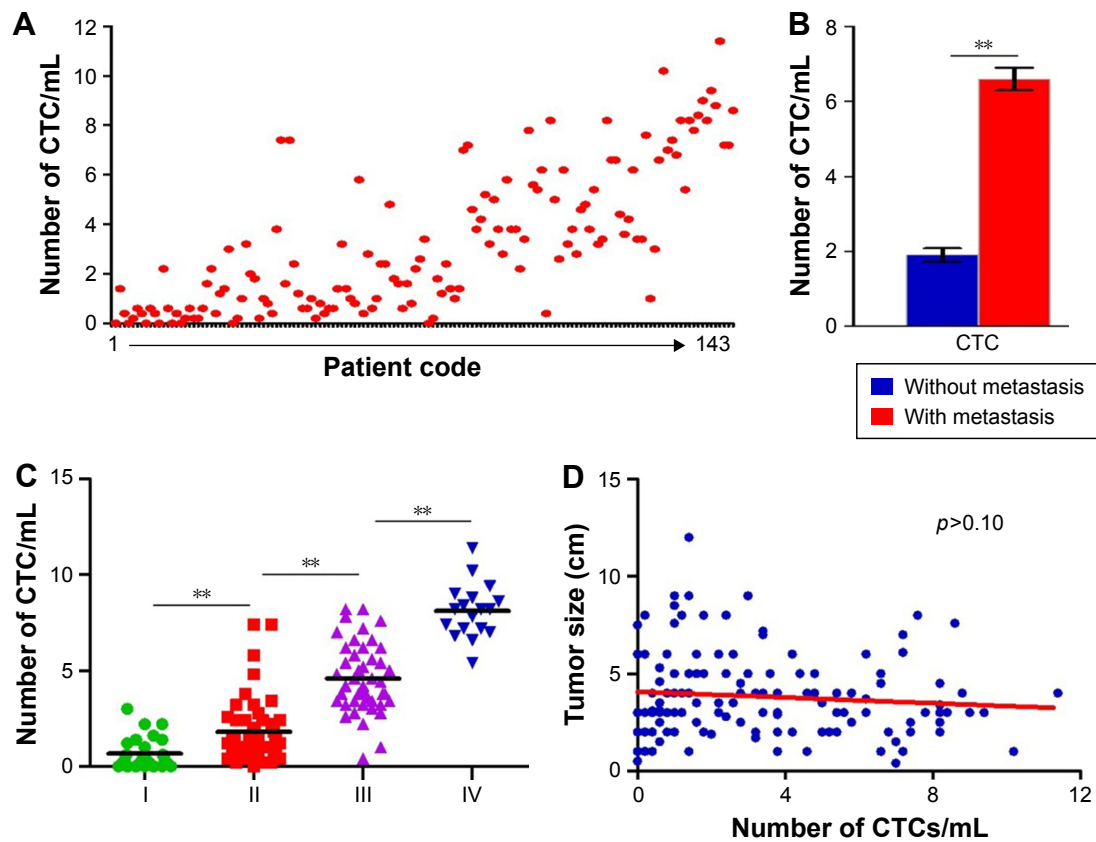 A
Number of CTC/mL
12
10
8
6
4
2
0
1
143
Patient code
B
Number of CTC/mL
8
6
4
2
0
**
CTC
Without metastasis
With metastasis
C
Number of CTC/mL
15
10
5
0
**
**
**
I II III IV
D
Tumor size (cm)
15
10
5
0
p>0.10
0 4 8 12
Number of CTCs/mL